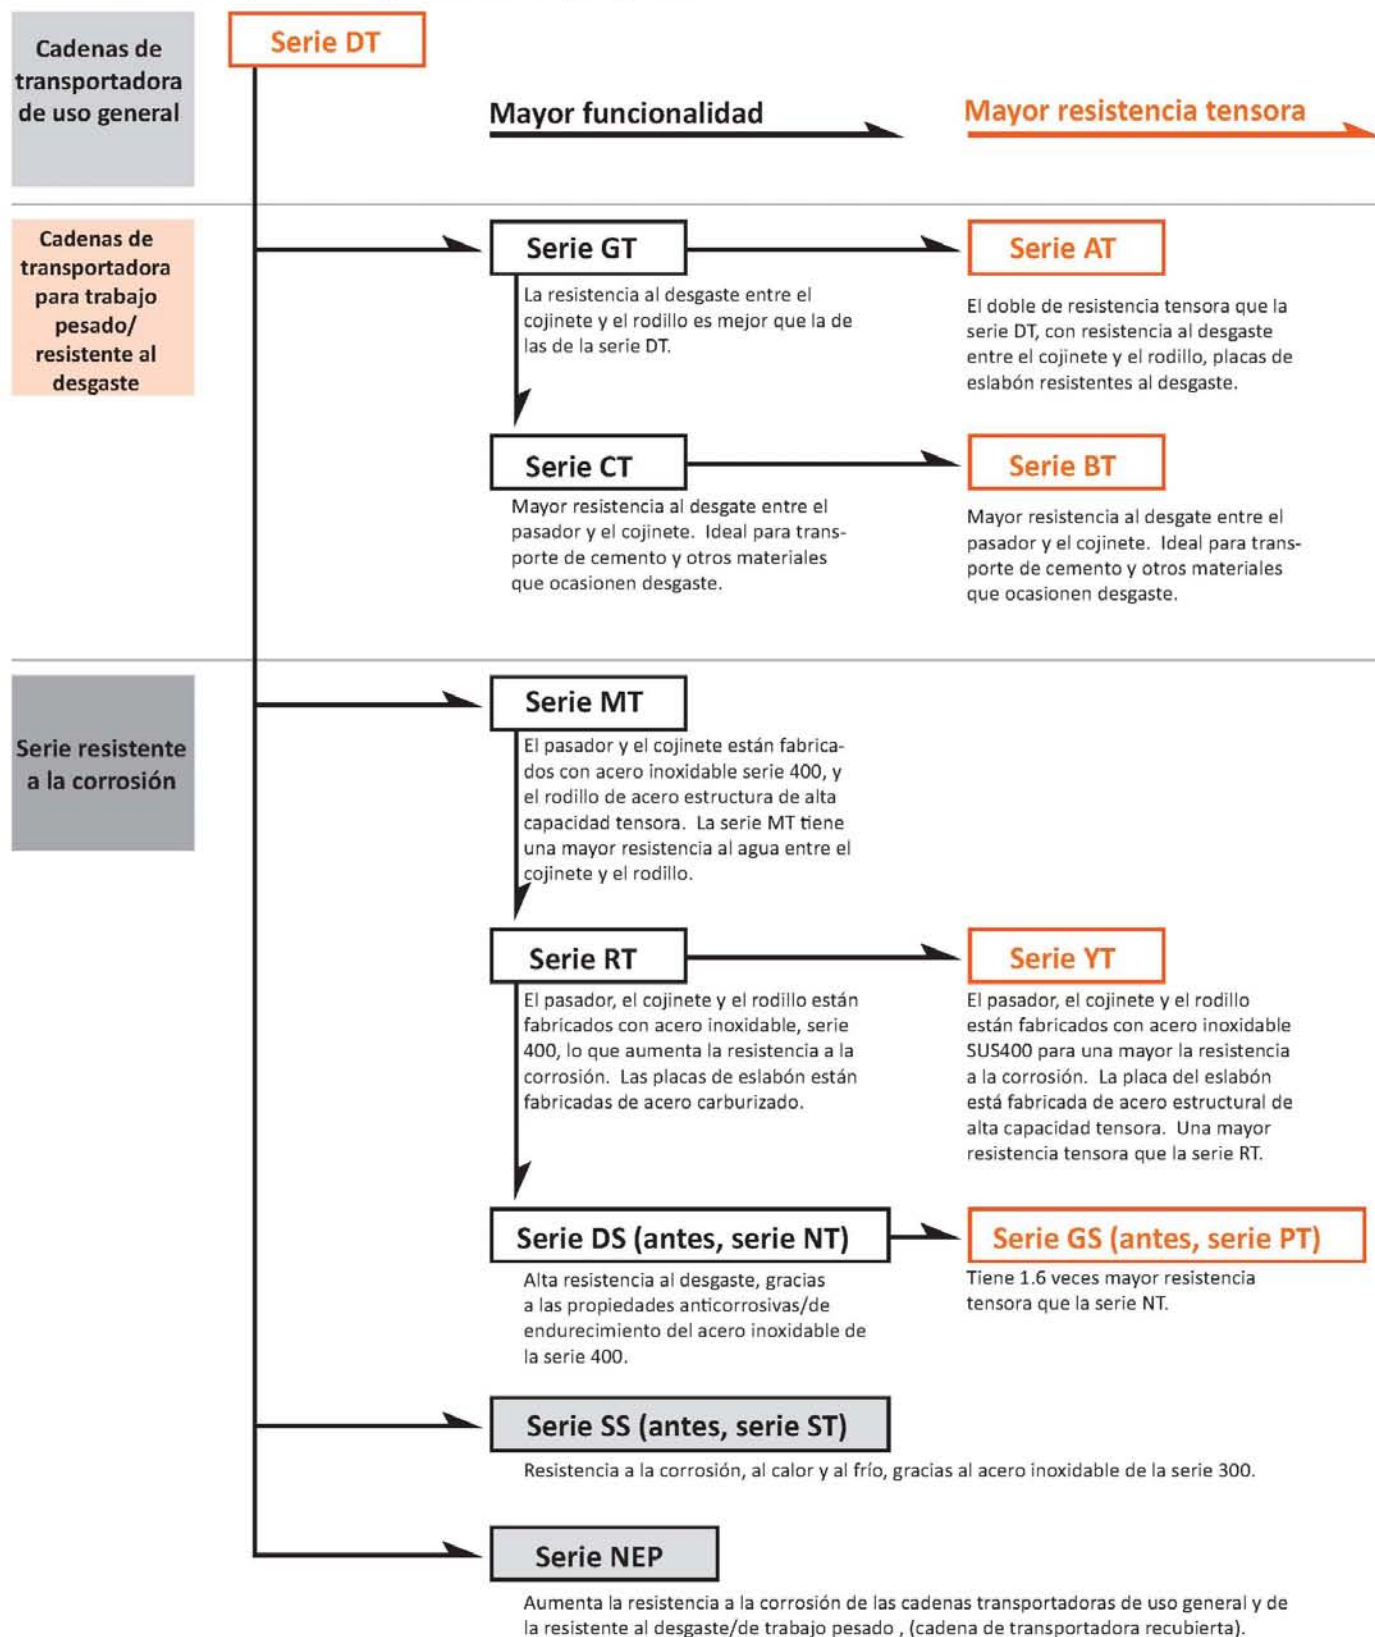 Cadenas de
transportadora
de uso general
Serie DT
Mayor funcionalidad
Mayor resistencia tensora
Cadenas de
transportadora
para trabajo
pesado/
resistente al
desgaste
Serie GT
La resistencia al desgaste entre el
cojinete y el rodillo es mejor que la de
las de la serie DT.
Serie AT
El doble de resistencia tensora que la
serie DT, con resistencia al desgaste
entre el cojinete y el rodillo, placas de
eslabón resistentes al desgaste.
Serie CT
Mayor resistencia al desgate entre el
pasador y el cojinete. Ideal para trans-
porte de cemento y otros materiales
que ocasionen desgaste.
Serie BT
Mayor resistencia al desgate entre el
pasador y el cojinete. Ideal para trans-
porte de cemento y otros materiales
que ocasionen desgaste.
Serie resistente
a la corrosión
Serie MT
El pasador y el cojinete están fabrica-
dos con acero inoxidable serie 400, y
el rodillo de acero estructura de alta
capacidad tensora. La serie MT tiene
una mayor resistencia al agua entre el
cojinete y el rodillo.
Serie RT
El pasador, el cojinete y el rodillo están
fabricados con acero inoxidable, serie
400, lo que aumenta la resistencia a la
corrosión. Las placas de eslabón están
fabricadas de acero carburizado.
Serie YT
El pasador, el cojinete y el rodillo
están fabricados con acero inoxidable
SUS400 para una mayor la resistencia
a la corrosión. La placa del eslabón
está fabricada de acero estructural de
alta capacidad tensora. Una mayor
resistencia tensora que la serie RT.
Serie DS (antes, serie NT)
Alta resistencia al desgaste, gracias
a las propiedades anticorrosivas/de
endurecimiento del acero inoxidable de
la serie 400.
Serie GS (antes, serie PT)
Tiene 1.6 veces mayor resistencia
tensora que la serie NT.
Serie SS (antes, serie ST)
Resistencia a la corrosión, al calor y al frío, gracias al acero inoxidable de la serie 300.
Serie NEP
Aumenta la resistencia a la corrosión de las cadenas transportadoras de uso general y de
la resistente al desgaste/de trabajo pesado , (cadena de transportadora recubierta).